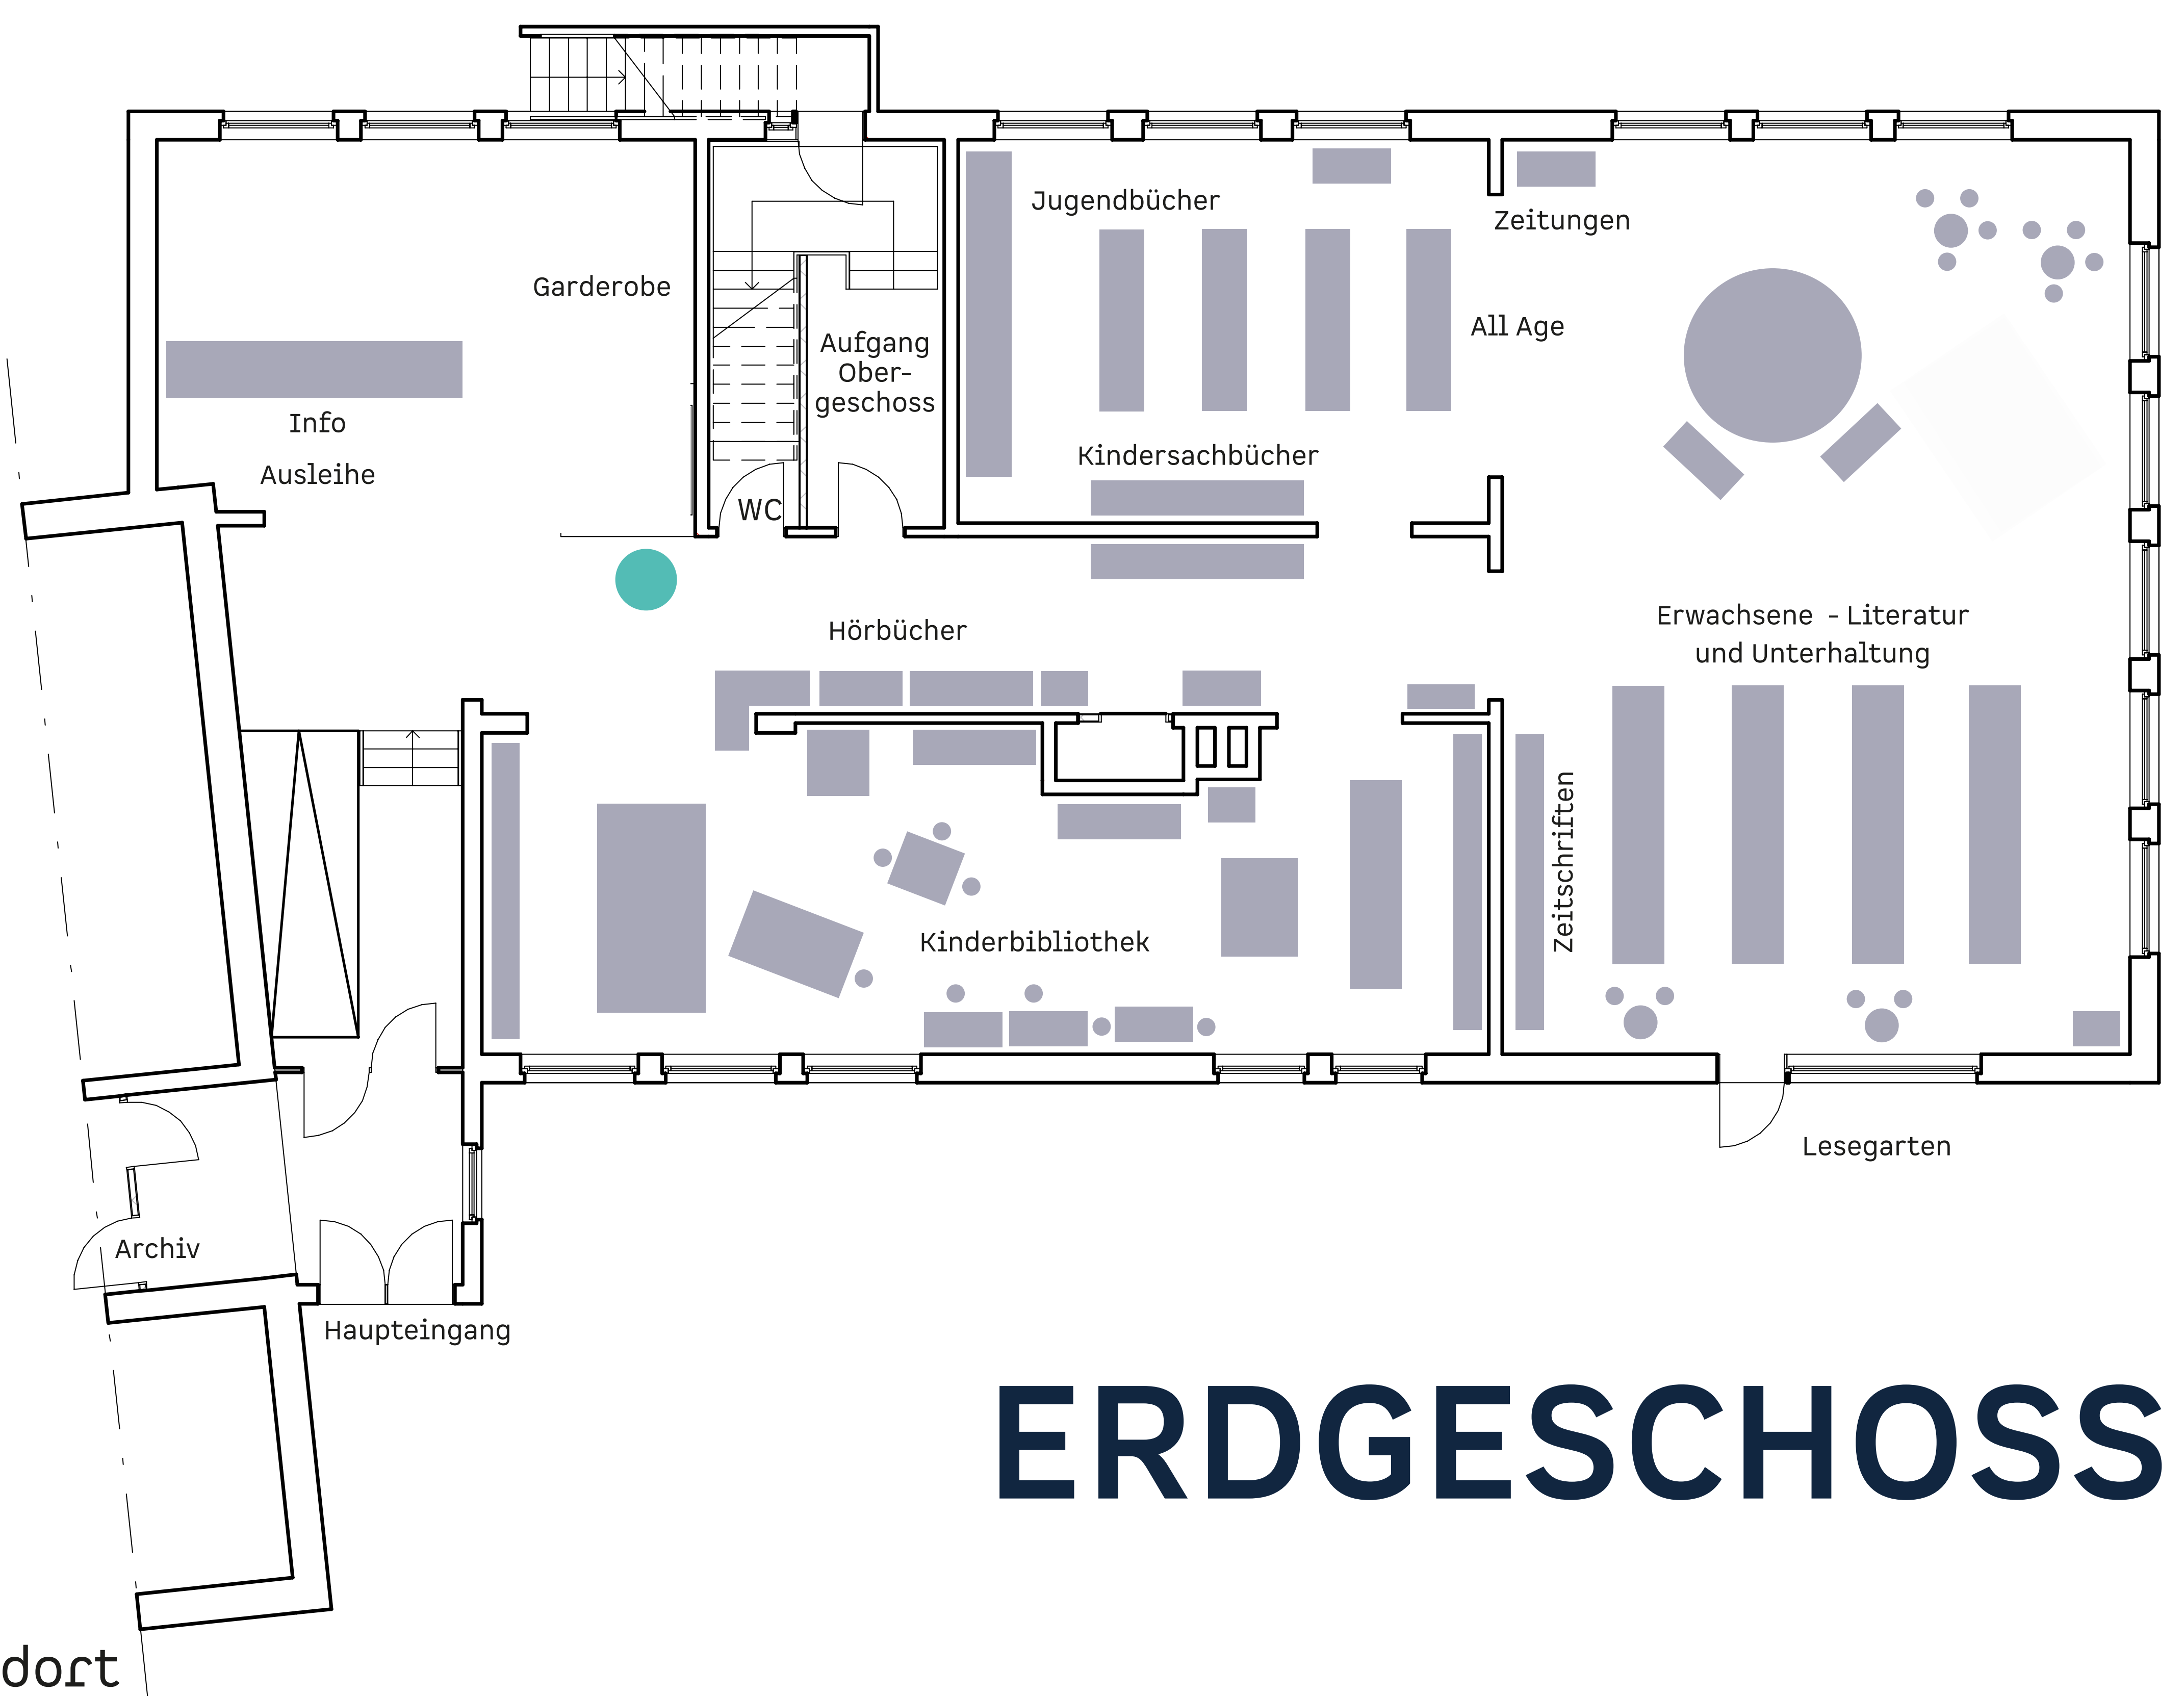 Jugendbücher
Zeitungen
Garderobe
All Age
Aufgang
Ober-
geschoss
Info
Ausleihe
Kindersachbücher
WC
Hörbücher
Erwachsene - Literatur
und Unterhaltung
Zeitschriften
Kinderbibliothek
Lesegarten
Archiv
Haupteingang
ERDGESCHOSS
dort